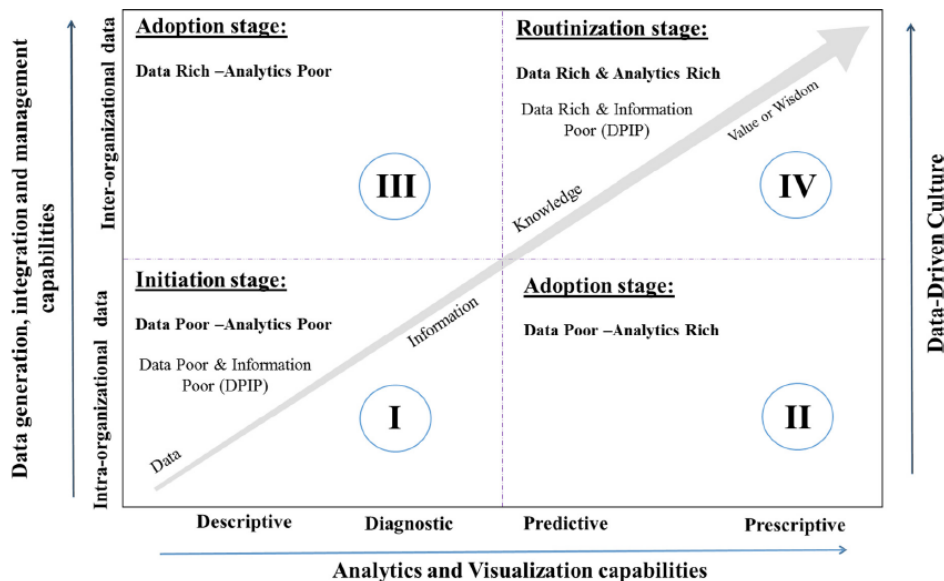 Data generation, integration and management
capabilities
Inter-organizational data
Intra-organizational data
Adoption stage:
Data Rich –Analytics Poor
III
Routinization stage:
Data Rich & Analytics Rich
Data Rich & Information
Poor (DPIP)
IV
Initiation stage:
Data Poor –Analytics Poor
Data Poor & Information
Poor (DPIP)
I
Adoption stage:
Data Poor –Analytics Rich
II
Data
Information
Knowledge
Value or Wisdom
Data-Driven Culture
Descriptive
Diagnostic
Predictive
Prescriptive
Analytics and Visualization capabilities